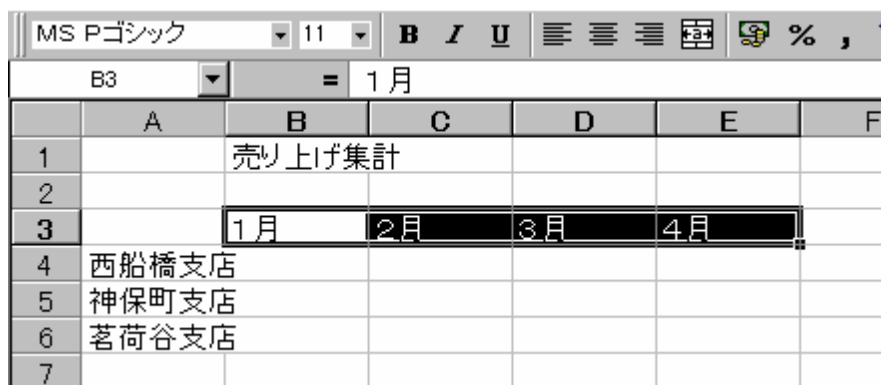 MS Pゴシック 11 B I U a % ,
B3 = １月
A B C D E F
1 売り上げ集計
2
3 １月 ２月 ３月 ４月
4 西船橋支店
5 神保町支店
6 茗荷谷支店
7